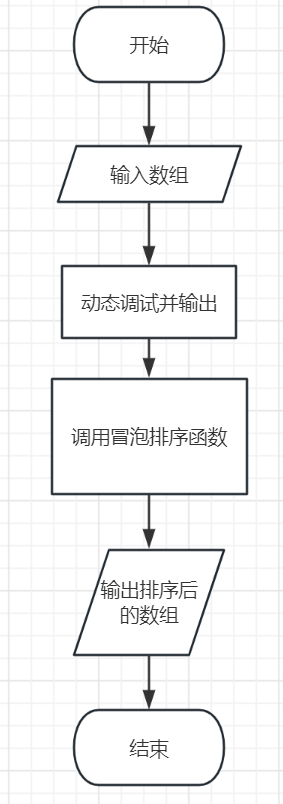 开始
输入数组
动态调试并输出
调用冒泡排序函数
输出排序后
的数组
结束